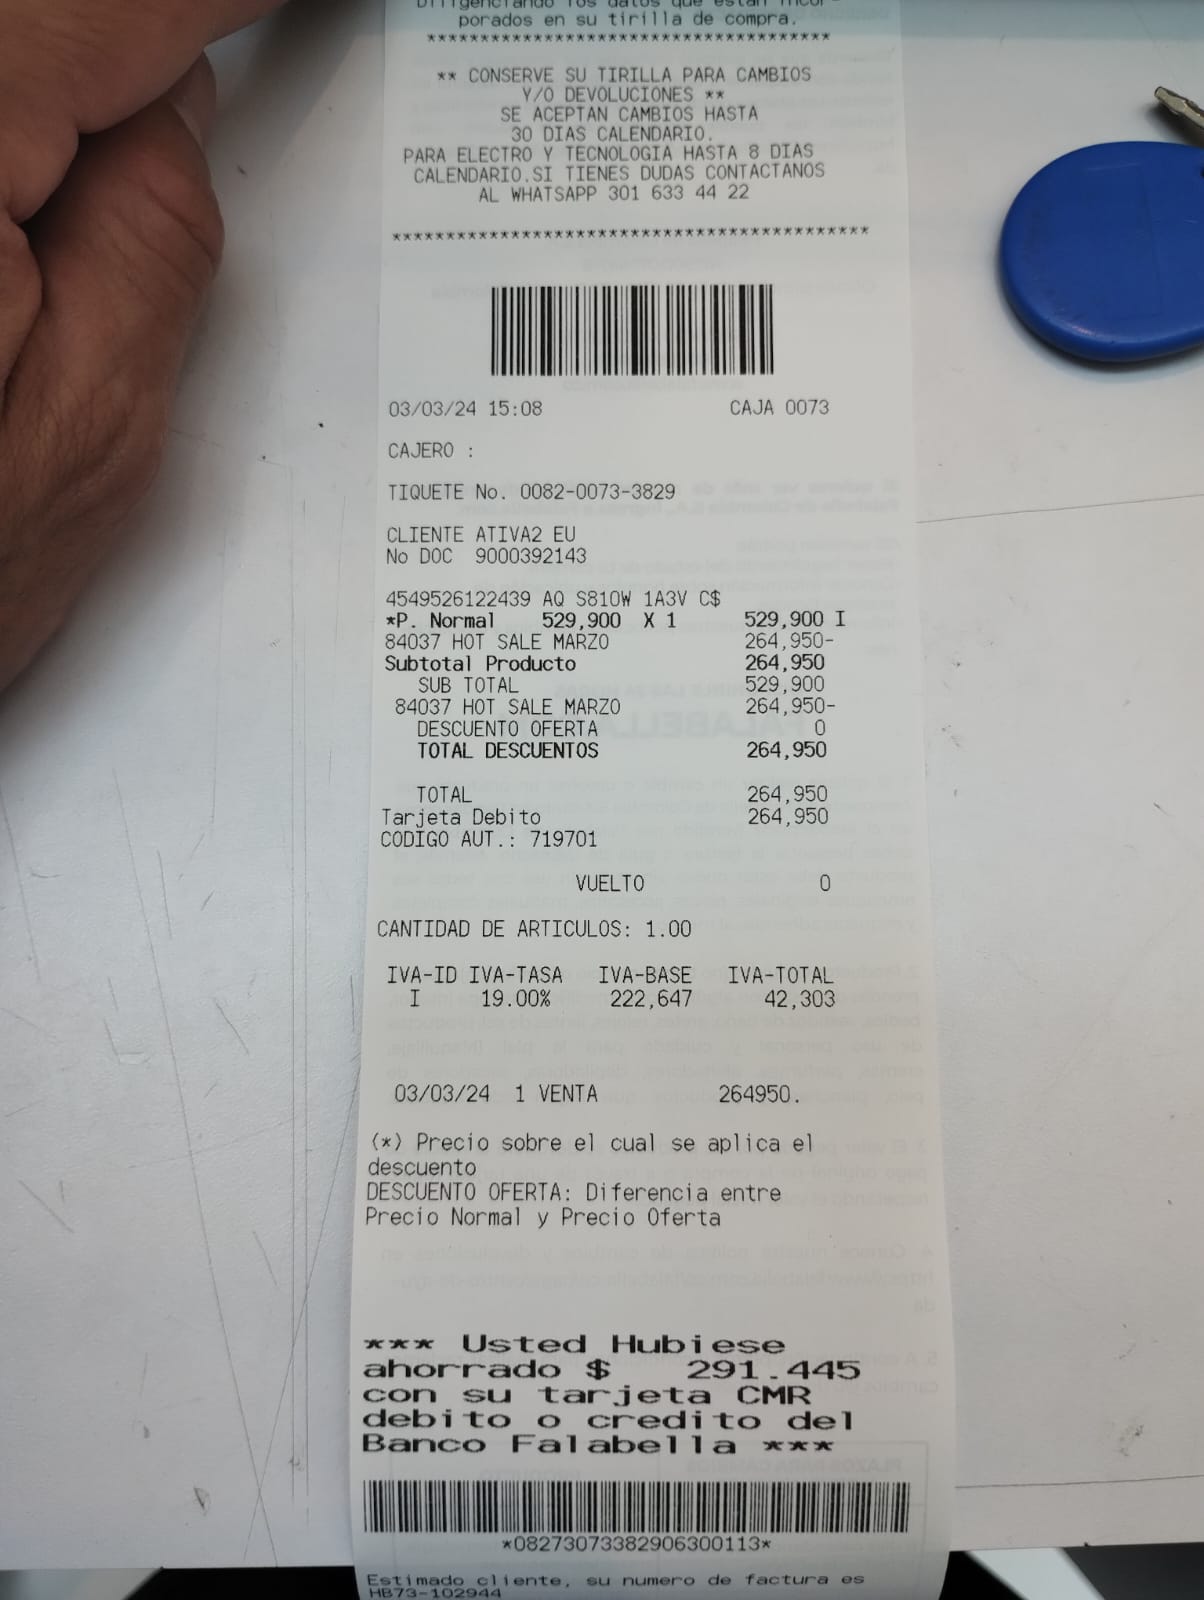 Diligenciando los datos que estan incor-
porados en su tirilla de compra.
*************************************
** CONSERVE SU TIRILLA PARA CAMBIOS
Y/O DEVOLUCIONES **
SE ACEPTAN CAMBIOS HASTA
30 DIAS CALENDARIO.
PARA ELECTRO Y TECNOLOGIA HASTA 8 DIAS
CALENDARIO.SI TIENES DUDAS CONTACTANOS
AL WHATSAPP 301 633 44 22
********************************************
03/03/24 15:08 CAJA 0073
CAJERO :
TIQUETE No. 0082-0073-3829
CLIENTE ATIVA2 EU
No DOC 9000392143
4549526122439 AQ S810W 1A3V C$
*P. Normal 529,900 X 1 529,900 I
84037 HOT SALE MARZO 264,950-
Subtotal Producto 264,950
SUB TOTAL 529,900
84037 HOT SALE MARZO 264,950-
DESCUENTO OFERTA 0
TOTAL DESCUENTOS 264,950
TOTAL 264,950
Tarjeta Debito 264,950
CODIGO AUT.: 719701
VUELTO 0
CANTIDAD DE ARTICULOS: 1.00
IVA-ID IVA-TASA IVA-BASE IVA-TOTAL
I 19.00% 222,647 42,303
03/03/24 1 VENTA 264950.
(*) Precio sobre el cual se aplica el
descuento
DESCUENTO OFERTA: Diferencia entre
Precio Normal y Precio Oferta
*** Usted Hubiese
ahorrado $ 291.445
con su tarjeta CMR
debito o credito del
Banco Falabella ***
*08273073382906300113*
Estimado cliente, su numero de factura es
HB73-102944